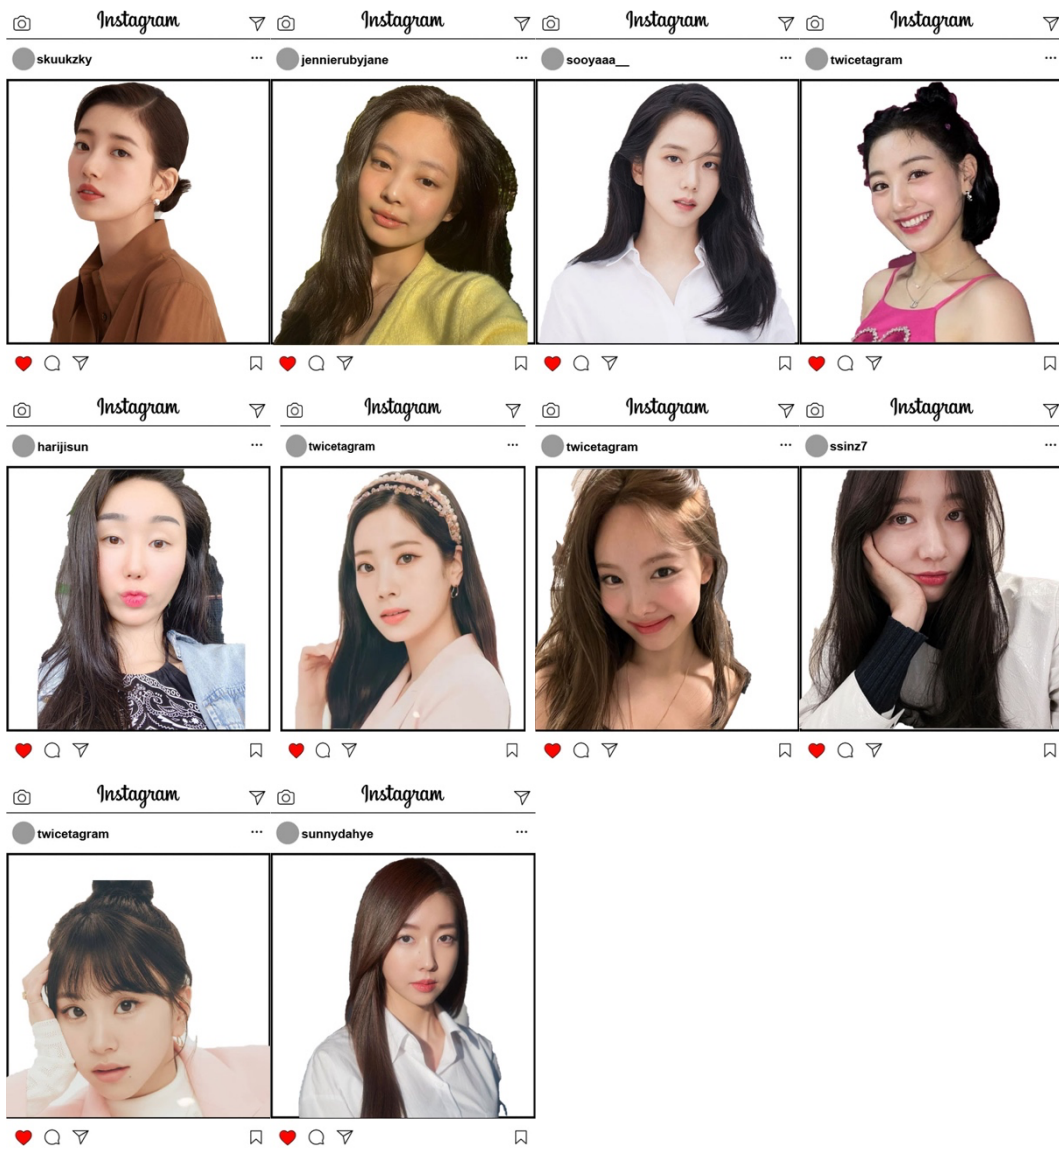 Instagram
skuukzky
Instagram
jennierubyjane
Instagram
sooyaaa__
Instagram
twicetagram
Instagram
harijisun
Instagram
twicetagram
Instagram
twicetagram
Instagram
ssinz7
Instagram
twicetagram
Instagram
sunnydahye